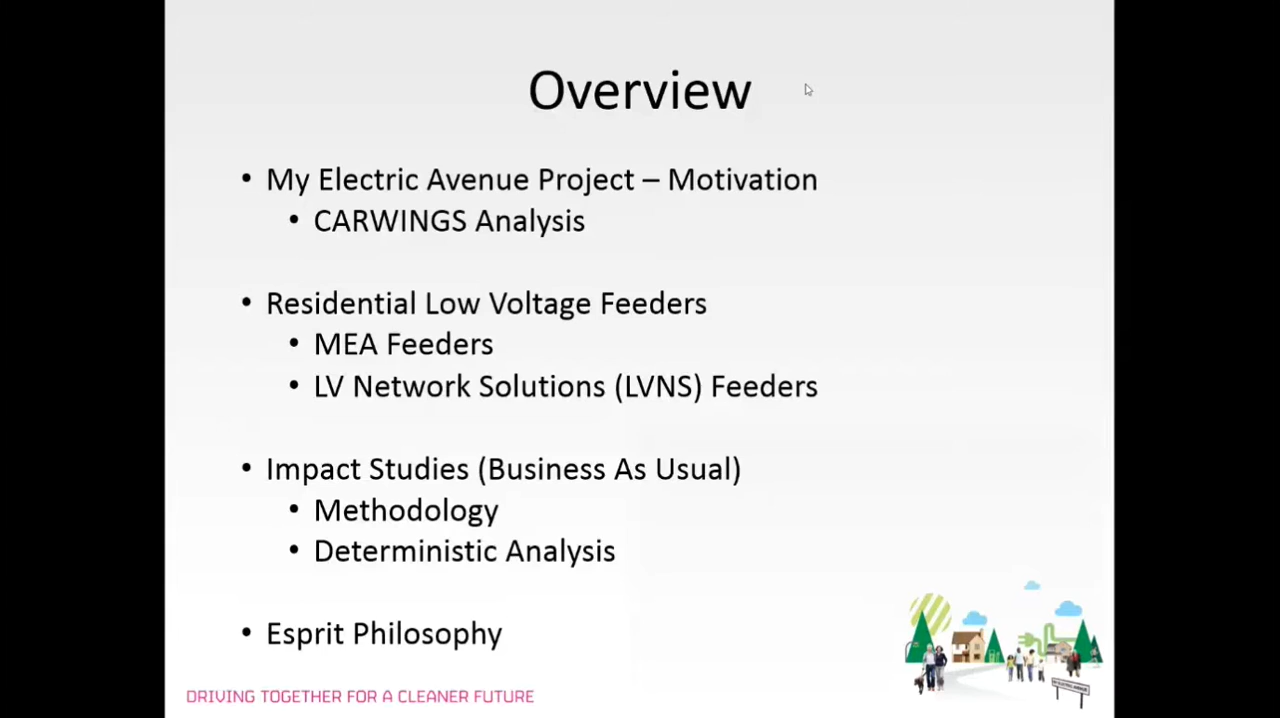 Overview
• My Electric Avenue Project – Motivation
• CARWINGS Analysis
• Residential Low Voltage Feeders
• MEA Feeders
• LV Network Solutions (LVNS) Feeders
• Impact Studies (Business As Usual)
• Methodology
• Deterministic Analysis
• Esprit Philosophy
DRIVING TOGETHER FOR A CLEANER FUTURE